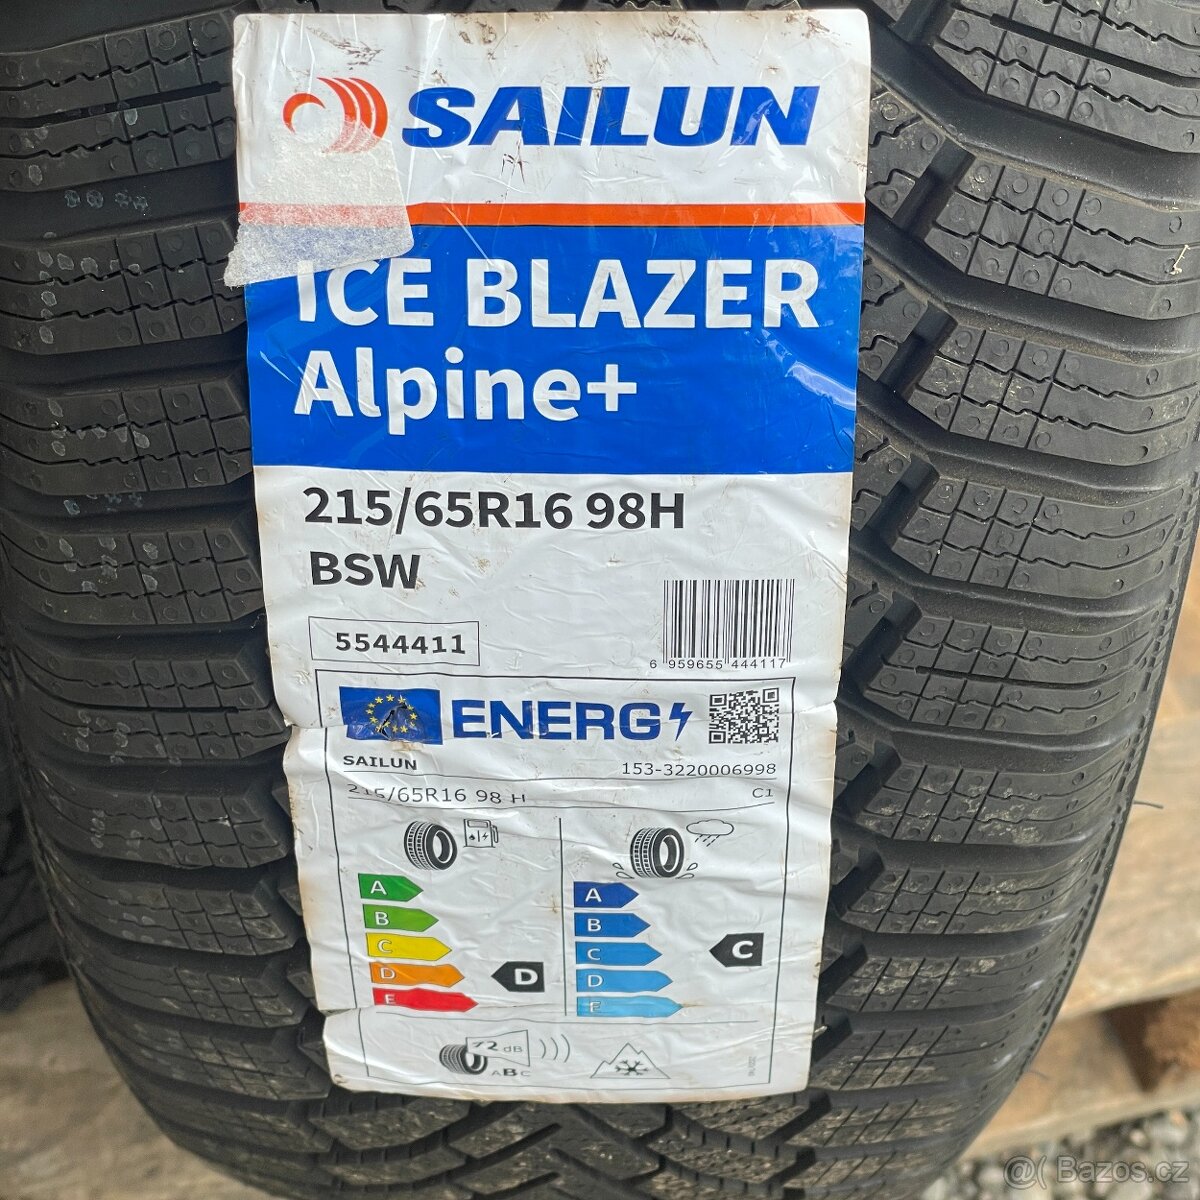 SAILUN
ICE BLAZER
Alpine+
215/65R16 98H
BSW
5544411
6 959655 444117
ENERG
SAILUN
153-3220006998
215/65R16 98 H
C1
A
B
C
D
E
D
A
B
C
D
E
C
72 dB
ABC
@( Bazos.cz